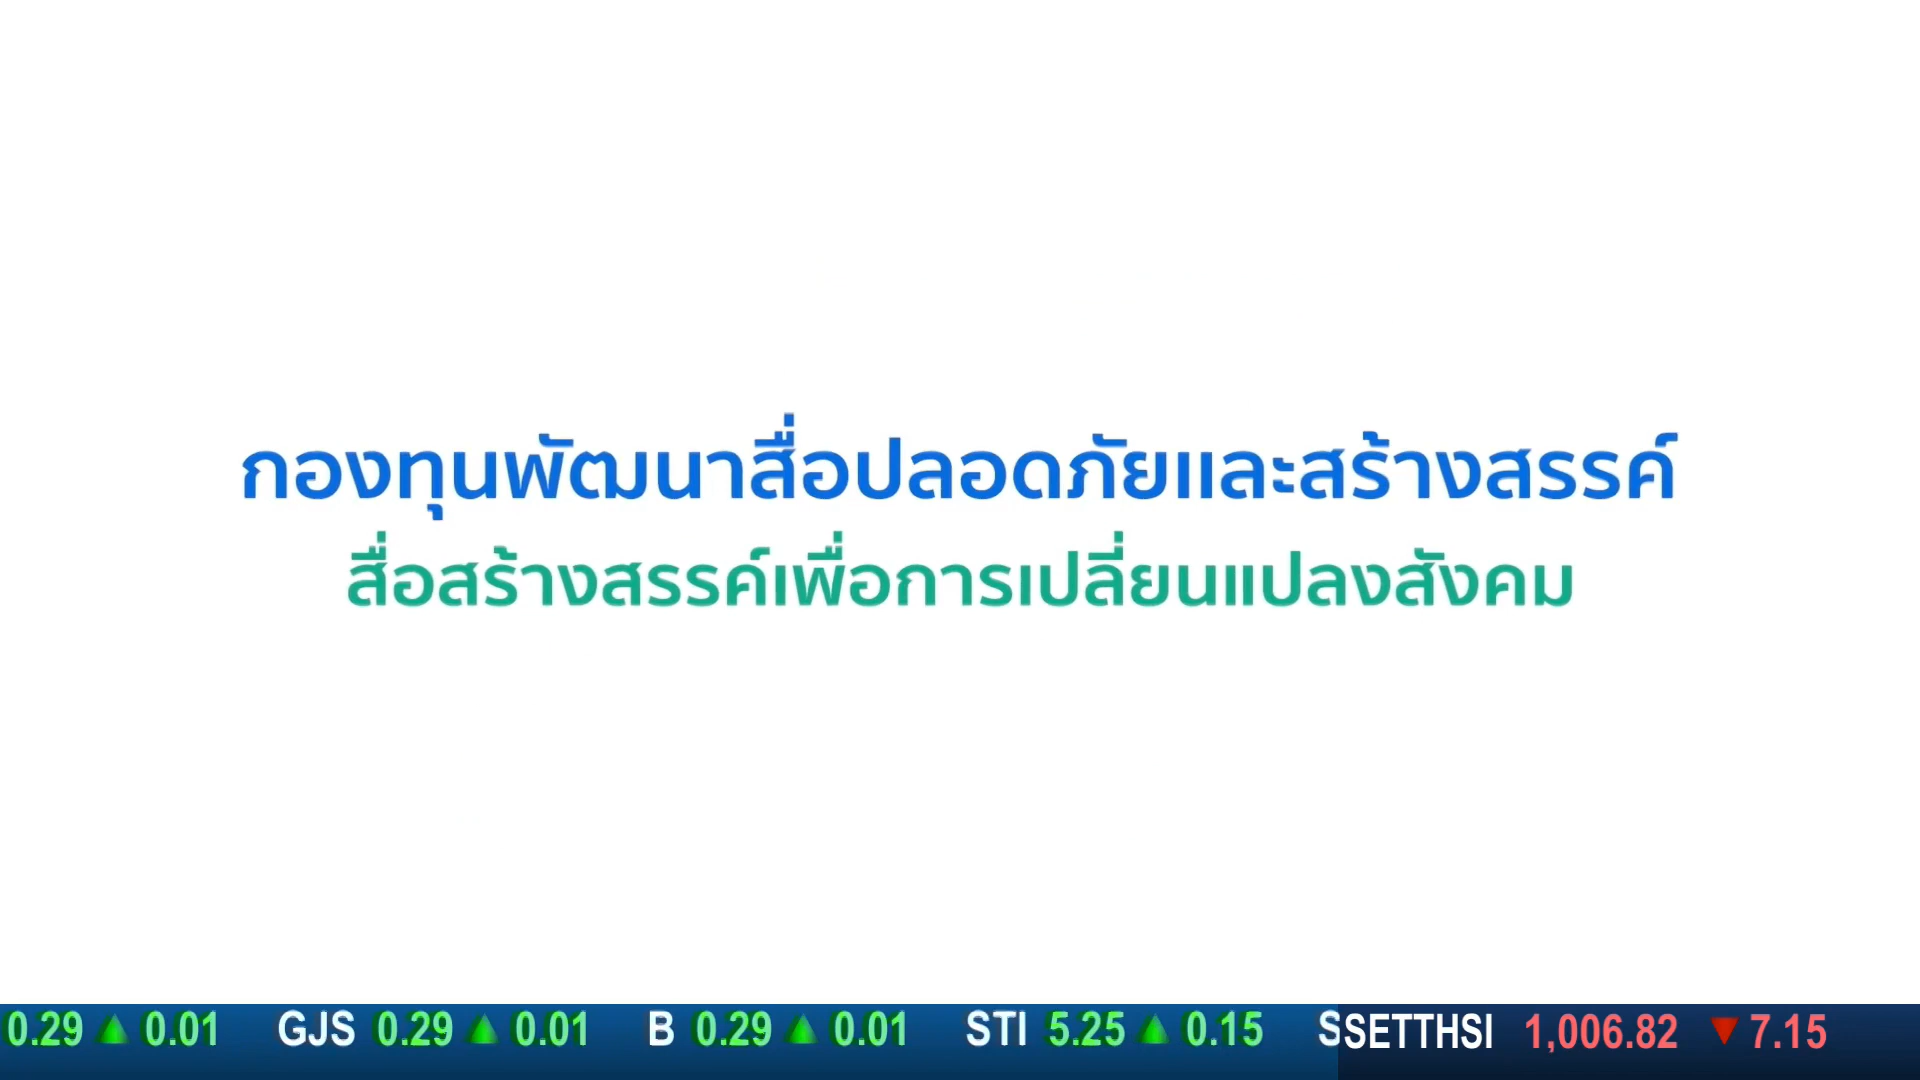 กองทุนพัฒนาสื่อปลอดภัยและสร้างสรรค์
สื่อสร้างสรรค์เพื่อการเปลี่ยนแปลงสังคม
0.29 ▲ 0.01 GJS 0.29 ▲ 0.01 B 0.29 ▲ 0.01 STI 5.25 ▲ 0.15 SETTHSI 1,006.82 ▼ 7.15